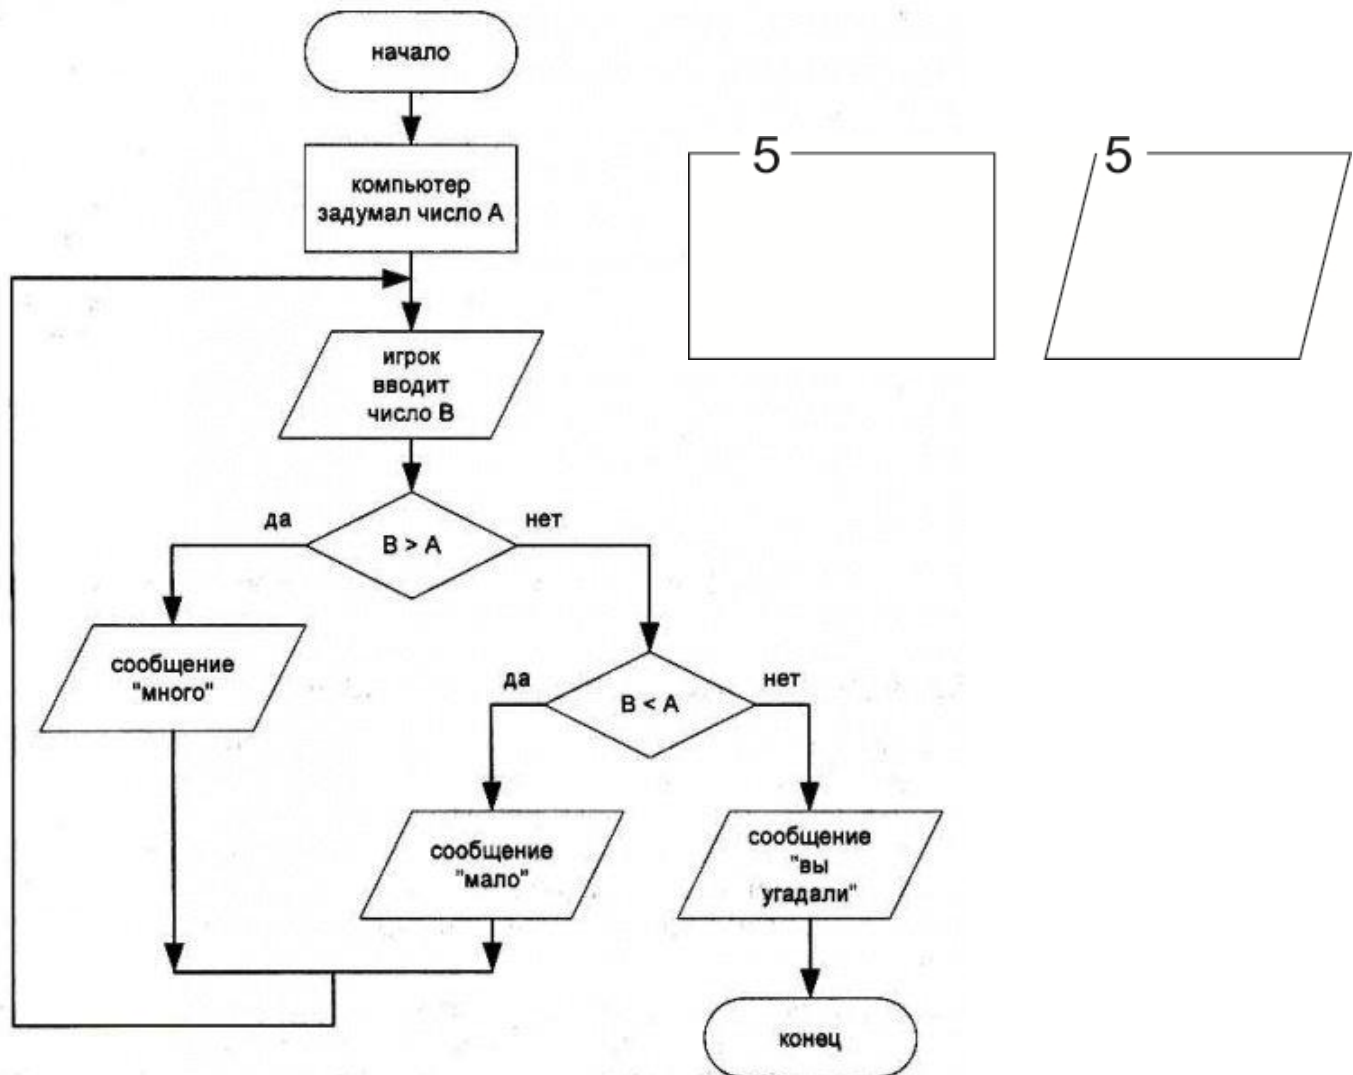 начало
компьютер
задумал число А
5
5
игрок
вводит
число В
да
В > А
нет
сообщение
"много"
да
В < А
нет
сообщение
"мало"
сообщение
"вы
угадали"
конец